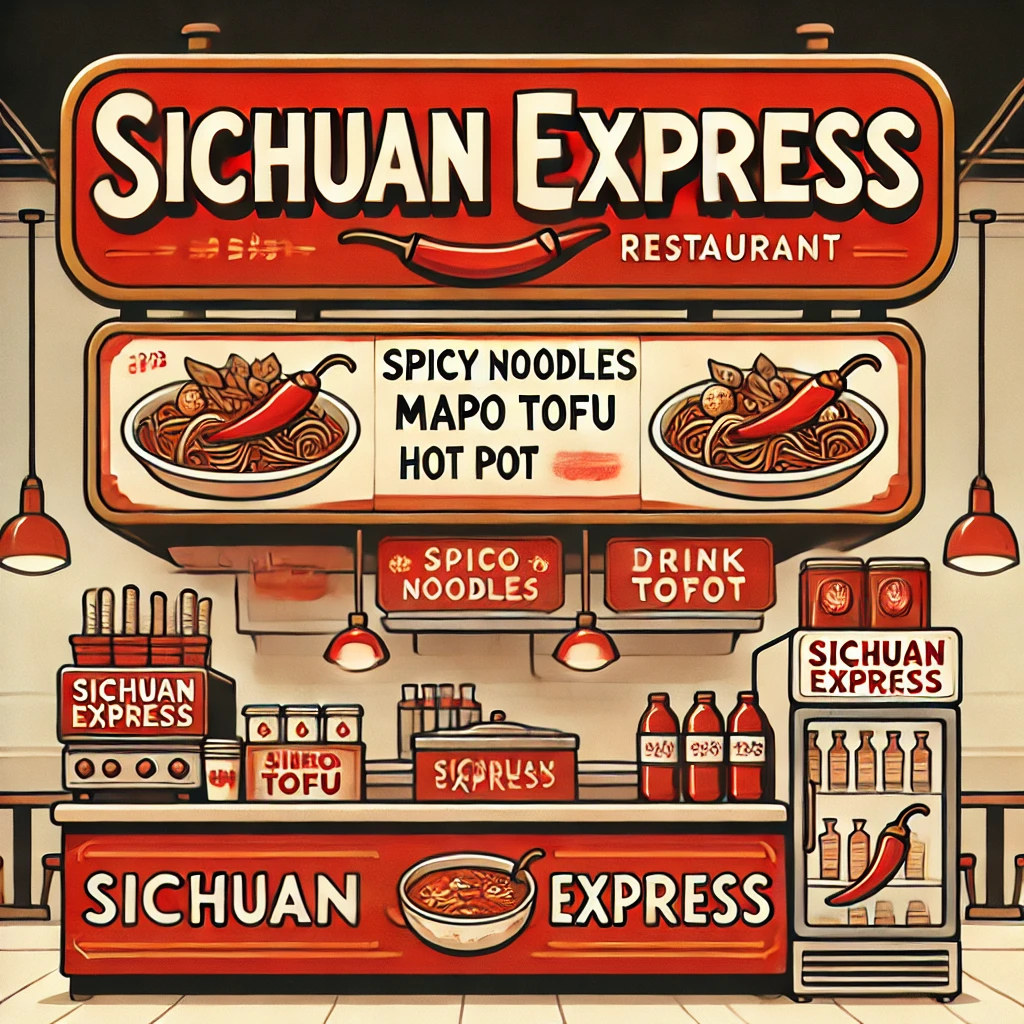 SICHUAN EXPRESS
RESTAURANT
SPICY NOODLES
MAPO TOFU
HOT POT
SPICO
NOODLES
DRINK
TOFOT
SICHUAN
EXPRESS
SICHUAN
EXPRESS
TOFU
SICHUAN EXPRESS